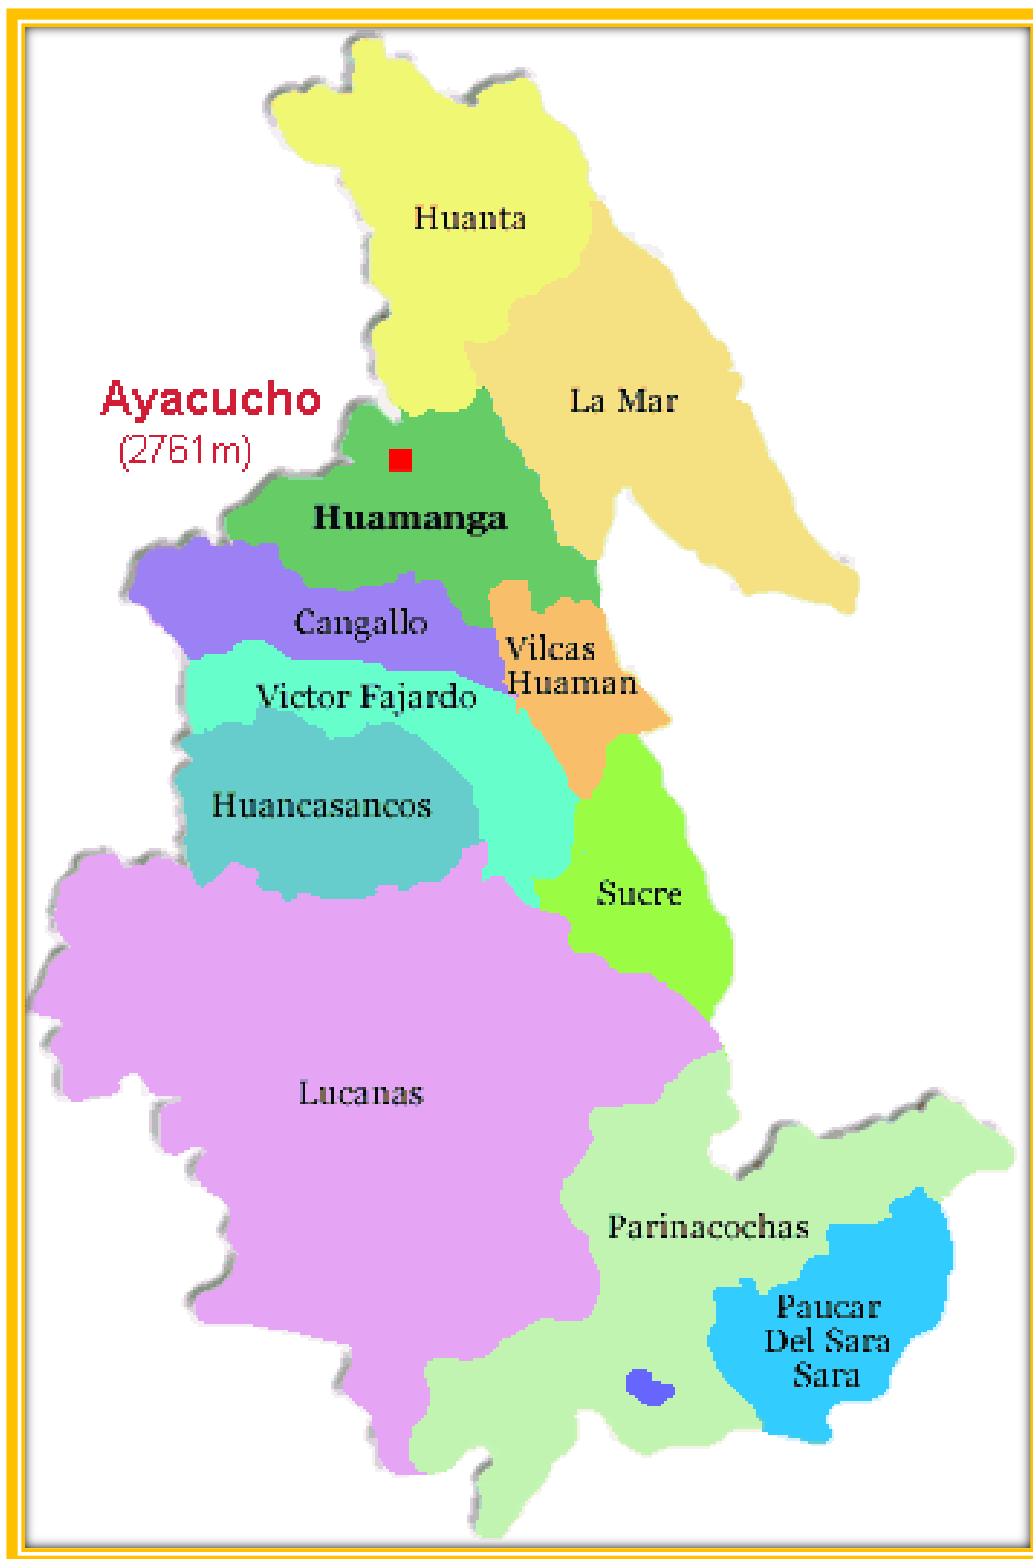 Huanta
La Mar
Ayacucho
(2761m)
Huamanga
Cangallo
Vilcas
Huaman
Victor Fajardo
Huancasancos
Sucre
Lucanas
Parinacochas
Paucar
Del Sara
Sara